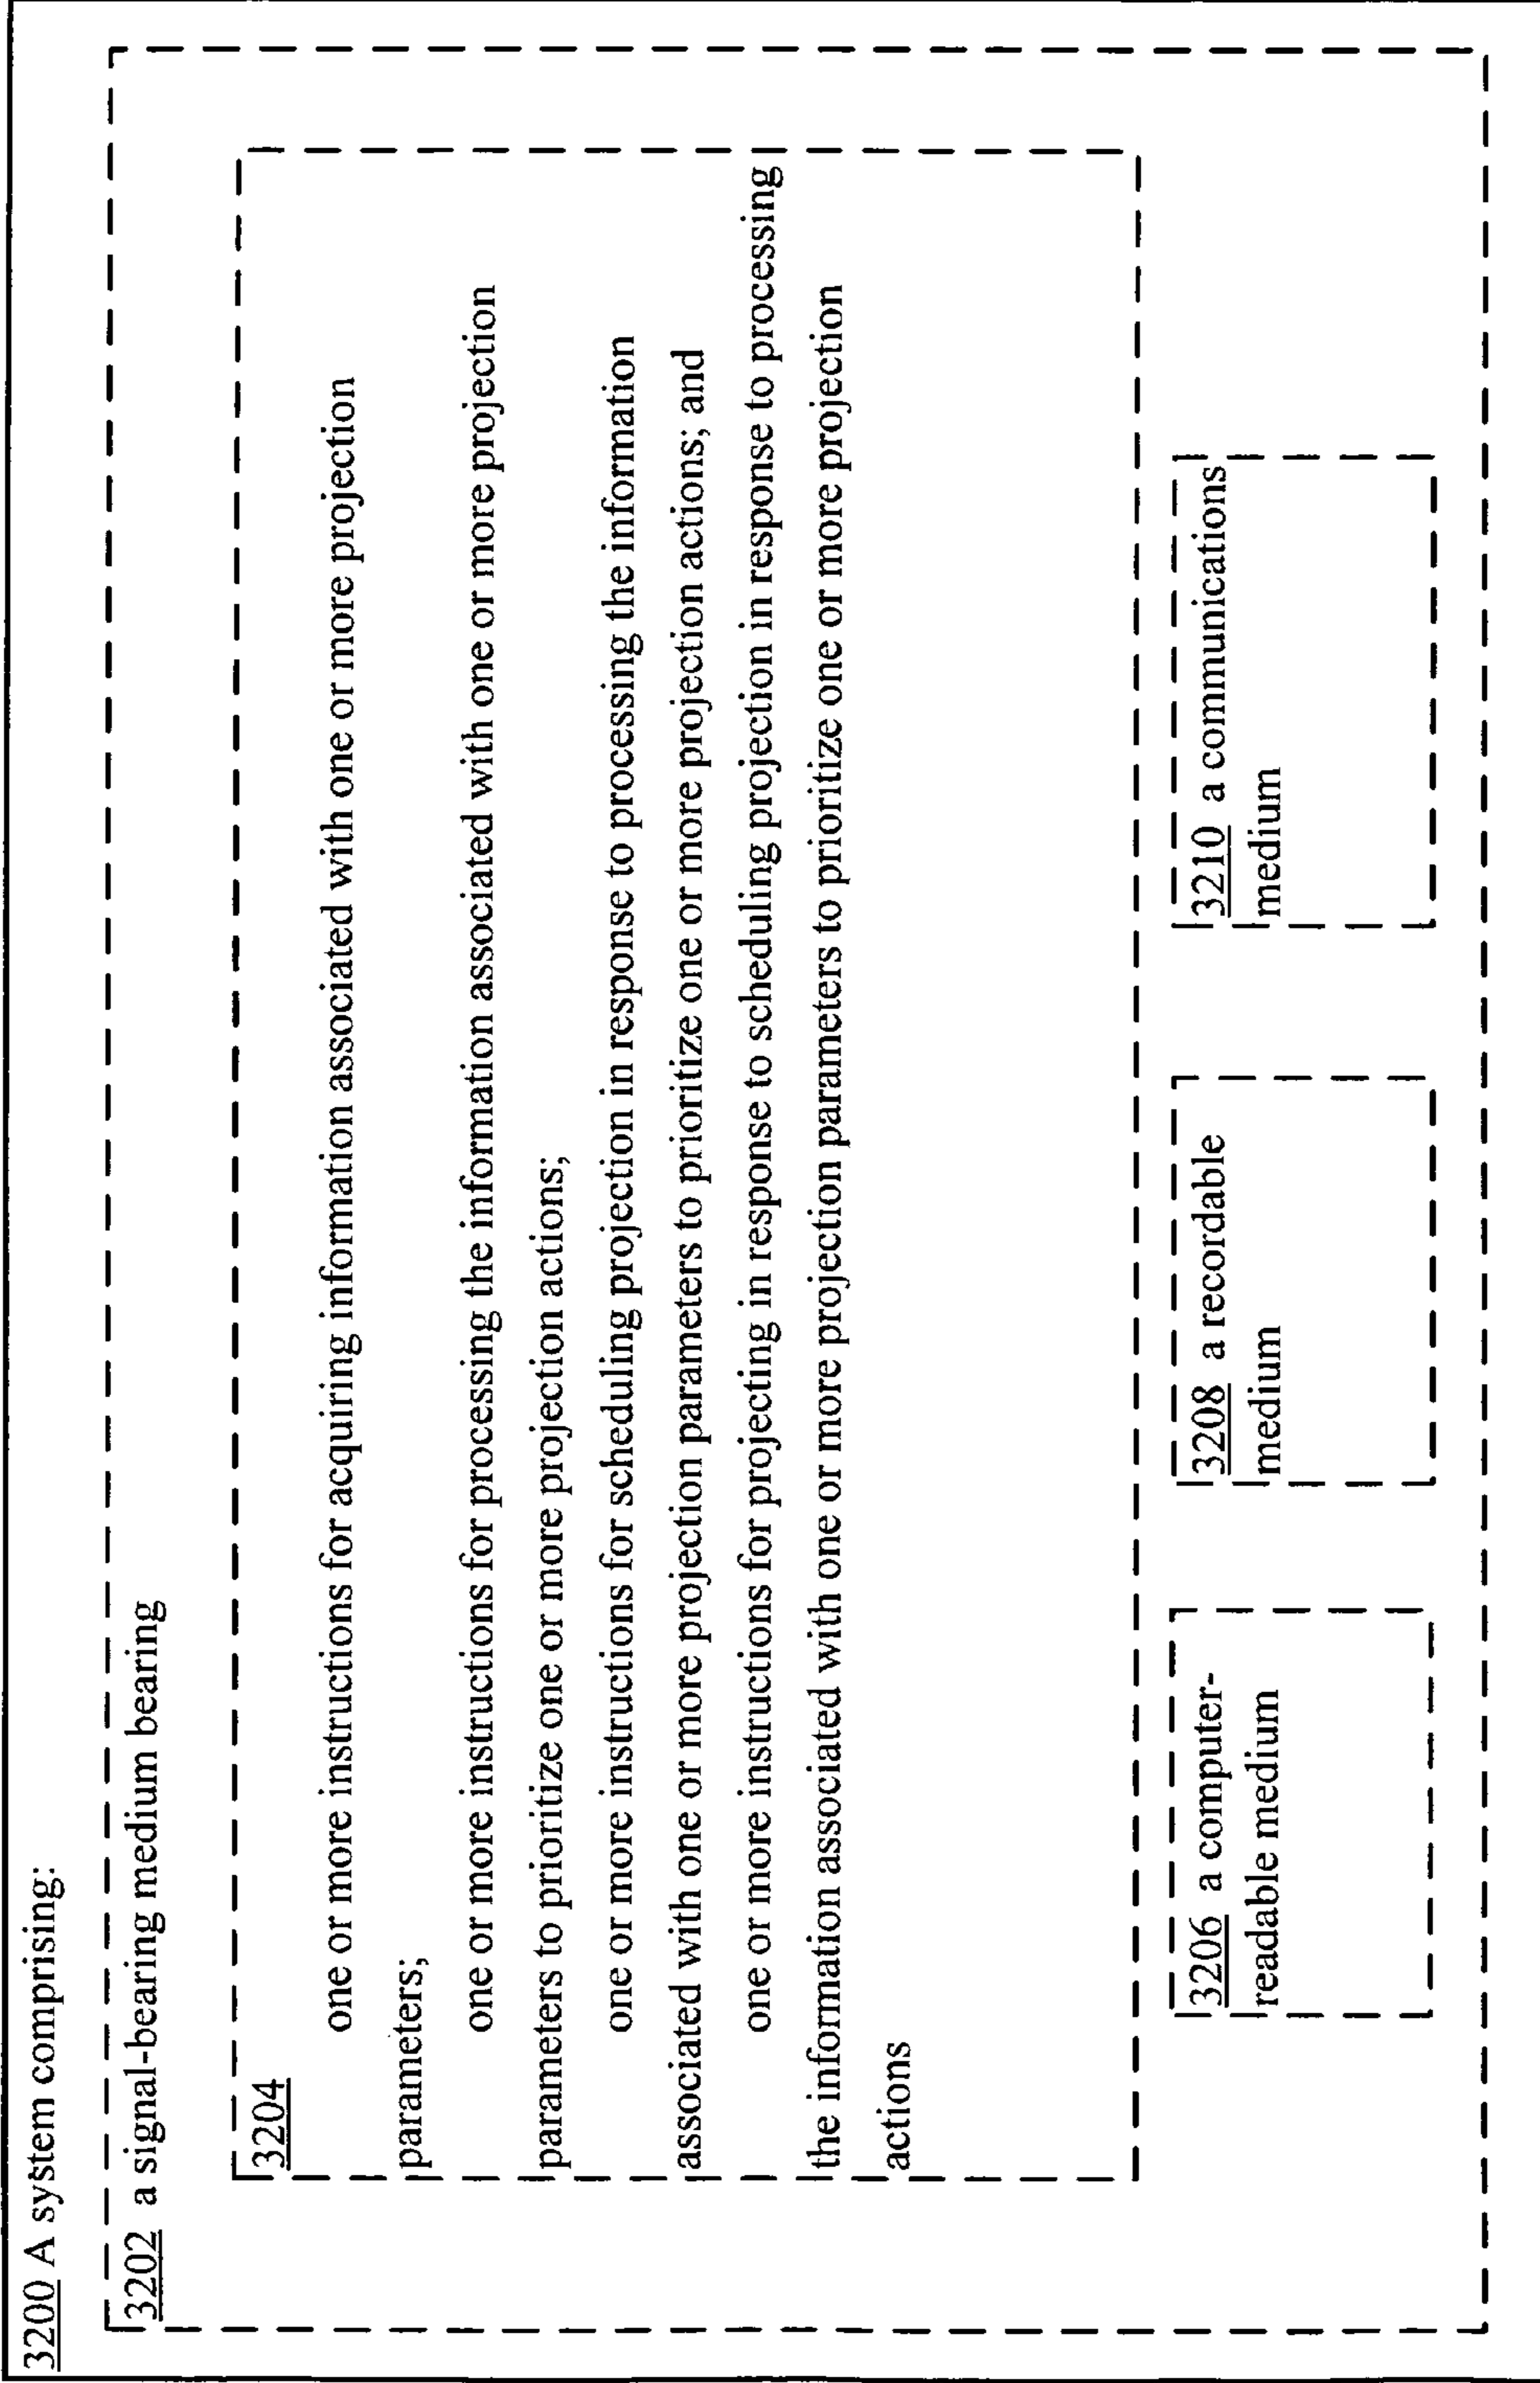 3200 A system comprising:
3202 a signal-bearing medium bearing
3204
one or more instructions for acquiring information associated with one or more projection
parameters;
one or more instructions for processing the information associated with one or more projection
parameters to prioritize one or more projection actions;
one or more instructions for scheduling projection in response to processing the information
associated with one or more projection parameters to prioritize one or more projection actions; and
one or more instructions for projecting in response to scheduling projection in response to processing
the information associated with one or more projection parameters to prioritize one or more projection
actions
3206 a computer-
readable medium
3208 a recordable
medium
3210 a communications
medium